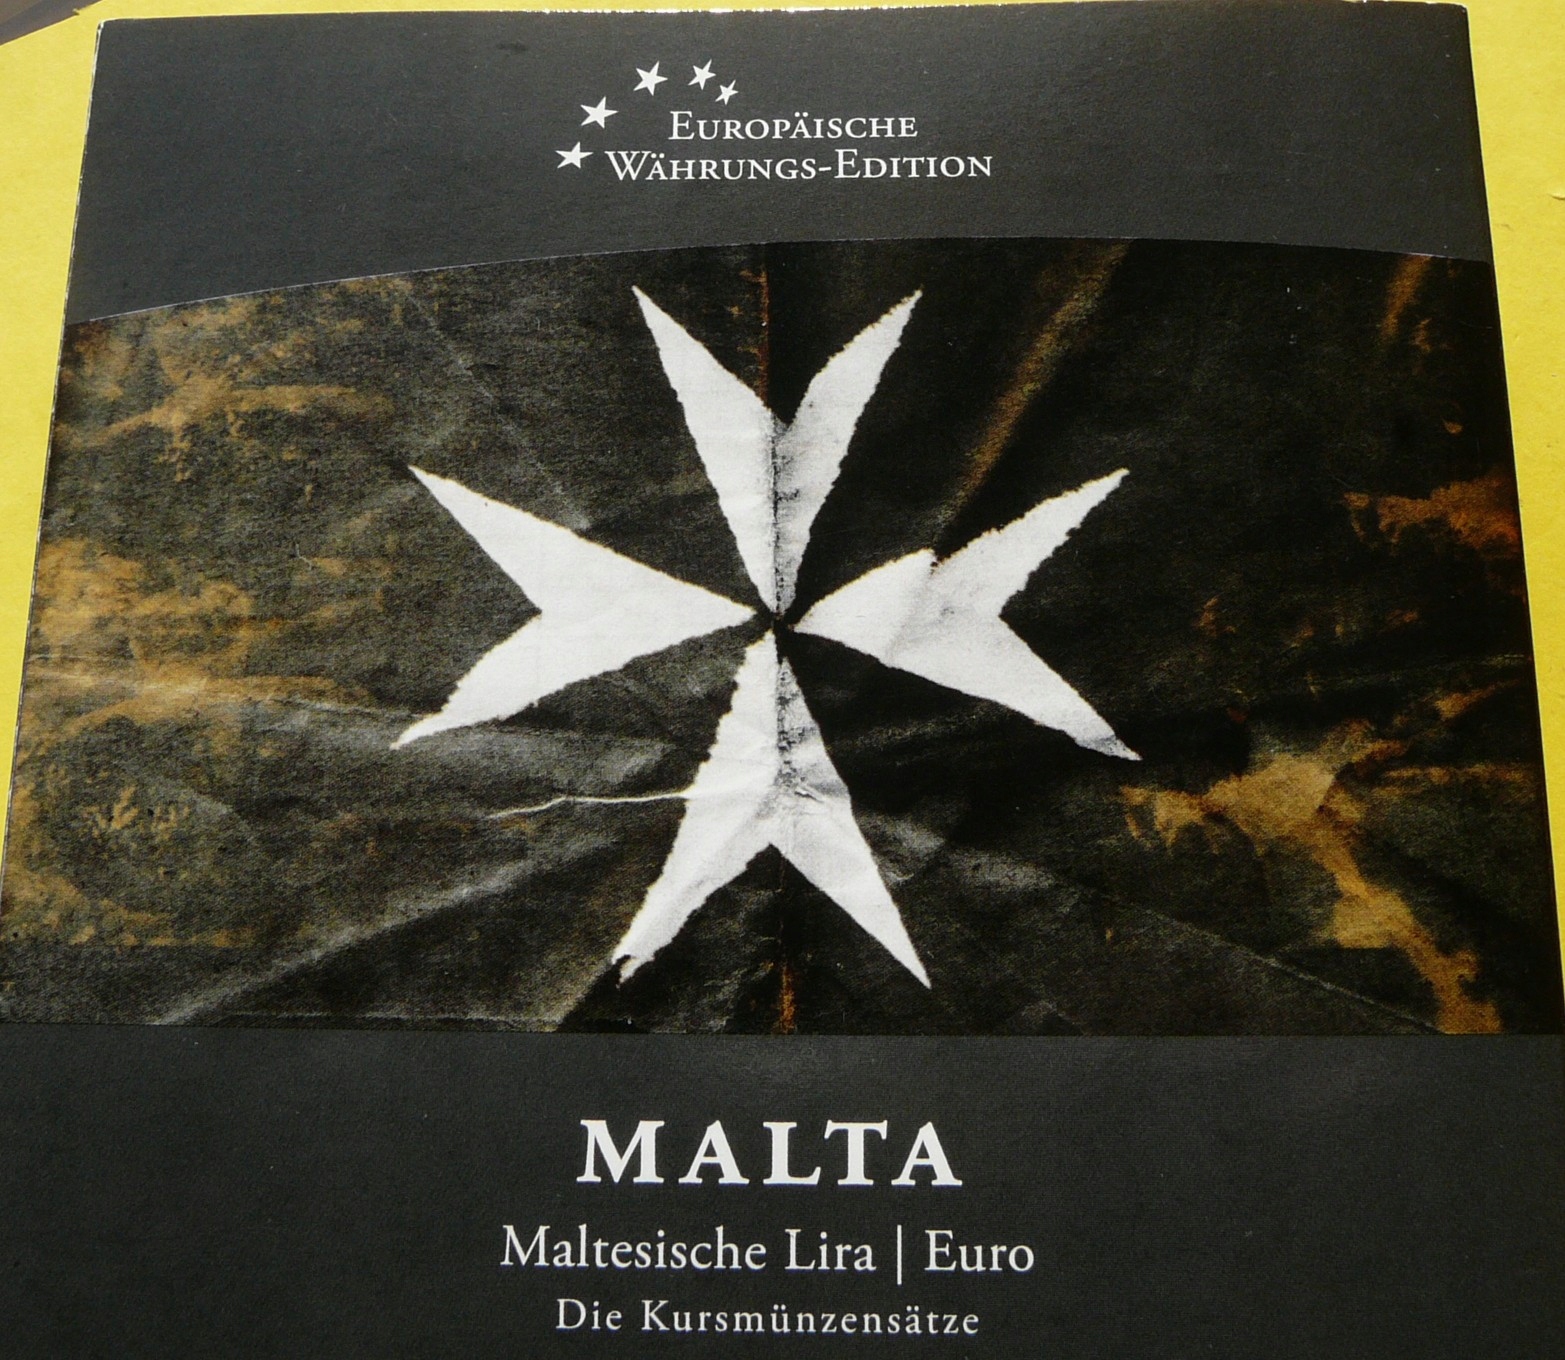 Europäische
Währungs-Edition
MALTA
Maltesische Lira | Euro
Die Kursmünzensätze